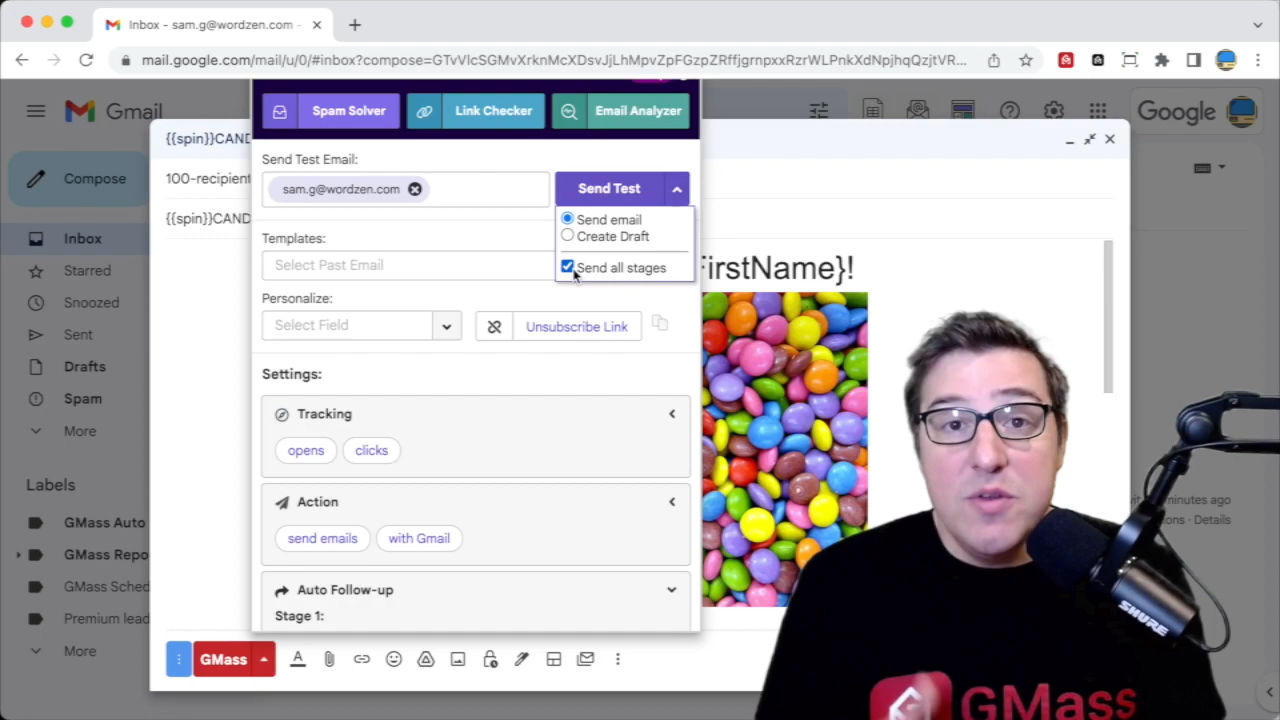 Inbox - sam.g@wordzen.com -
mail.google.com/mail/u/0/#inbox?compose=GTvVlcSGMvXrknMcXDsvJjLhMpvZpFGzpZRffjgrnpxxRzrWLPnkXdNpjhqQzjtVR...
Gmail
Google
Compose
Inbox
Starred
Snoozed
Sent
Drafts
Spam
More
Labels
GMass Auto
GMass Repo
GMass Sched
Premium lead
More
{{spin}}CAND
100-recipient
{{spin}}CAND
Spam Solver
Link Checker
Email Analyzer
Send Test Email:
sam.g@wordzen.com
Send Test
Send email
Create Draft
Send all stages
Templates:
Select Past Email
Personalize:
Select Field
Unsubscribe Link
Settings:
Tracking
opens
clicks
Action
send emails
with Gmail
Auto Follow-up
Stage 1:
FirstName}!
minutes ago
Details
GMass
SHURE
GMass